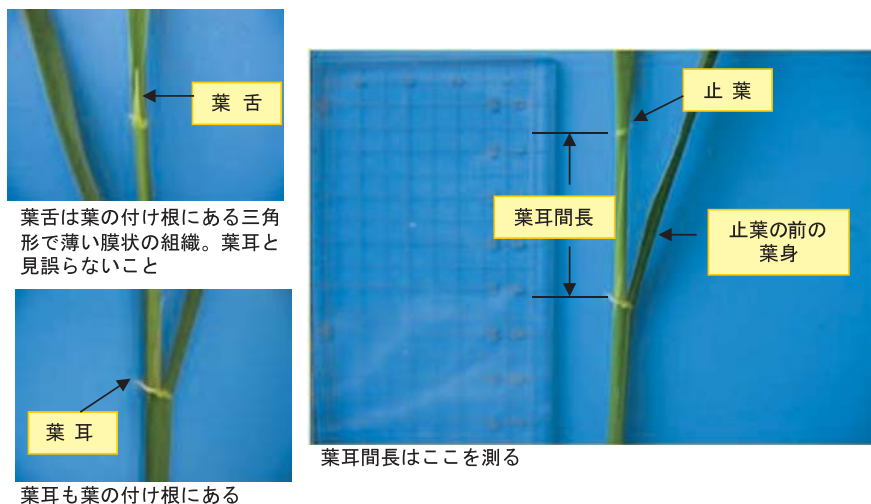 葉 舌
葉舌は葉の付け根にある三角
形で薄い膜状の組織。葉耳と
見誤らないこと
葉 耳
葉耳も葉の付け根にある
止 葉
葉耳間長
止葉の前の
葉身
葉耳間長はここを測る